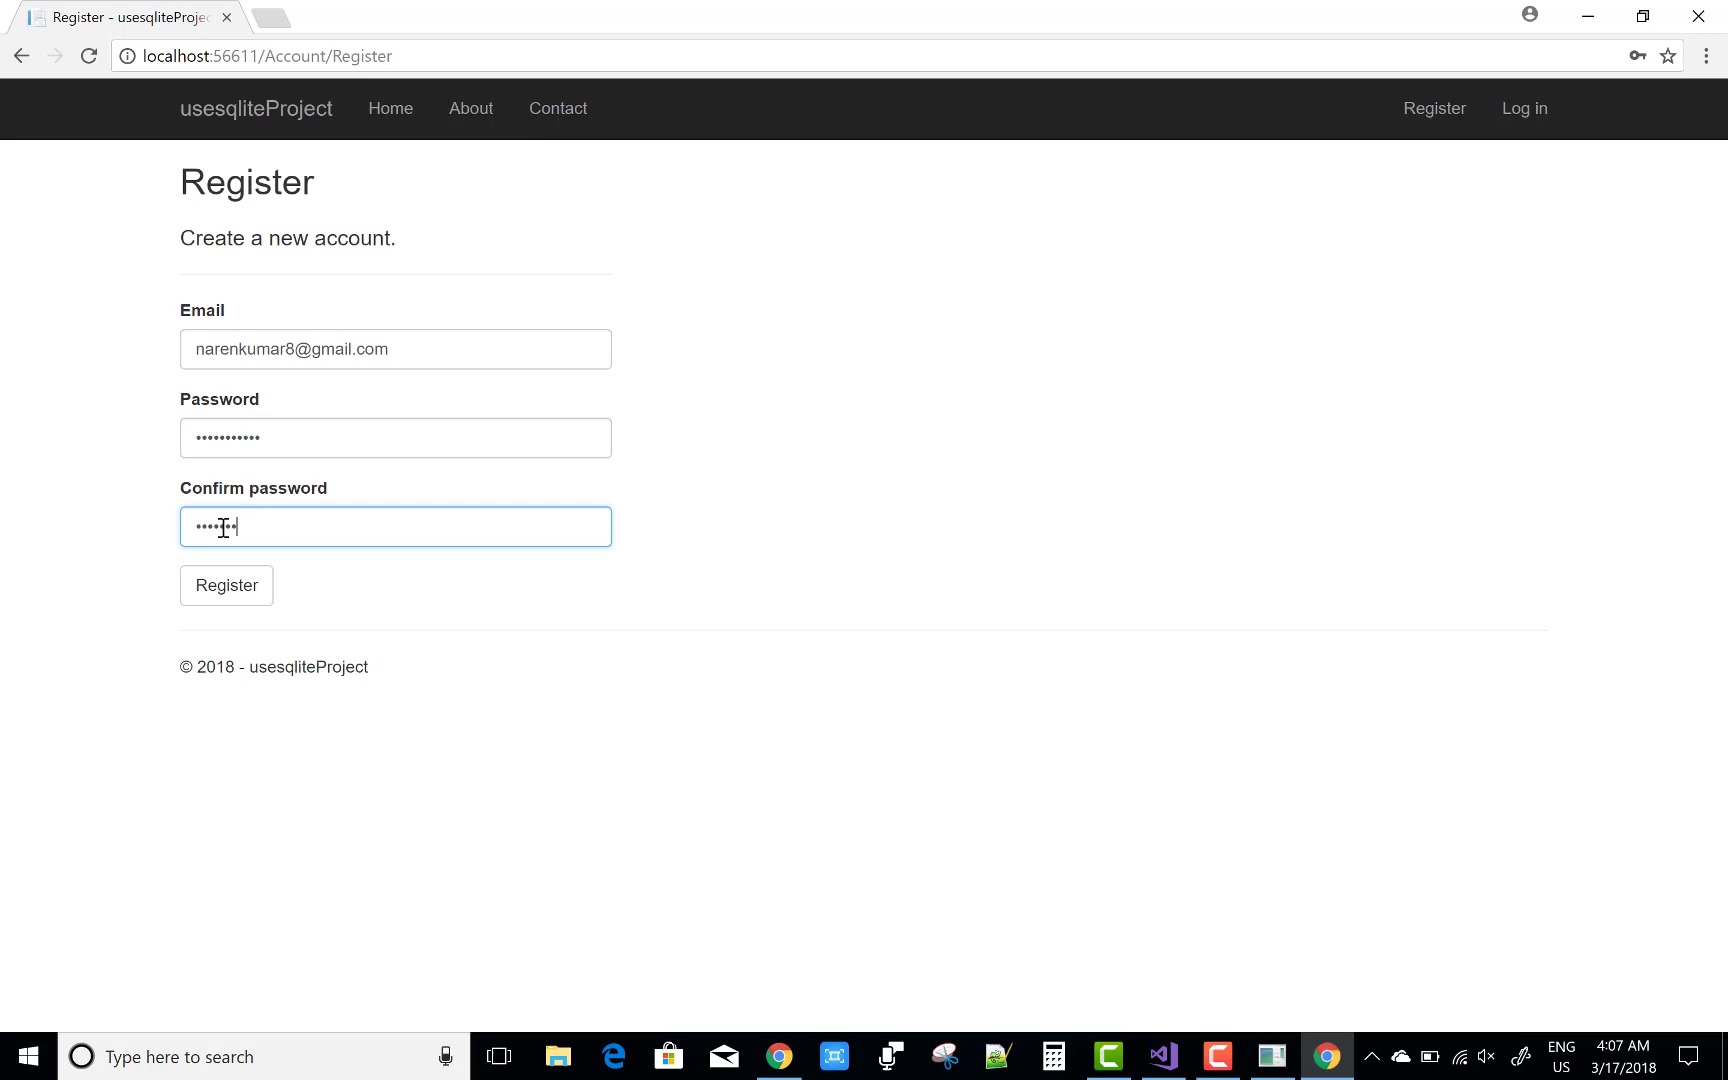 Register - usesqliteProjec
localhost:56611/Account/Register
usesqliteProject Home About Contact Register Log in
Register
Create a new account.
Email
narenkumar8@gmail.com
Password
•••••••••••
Confirm password
•••••••
Register
© 2018 - usesqliteProject
Type here to search
ENG
US
4:07 AM
3/17/2018